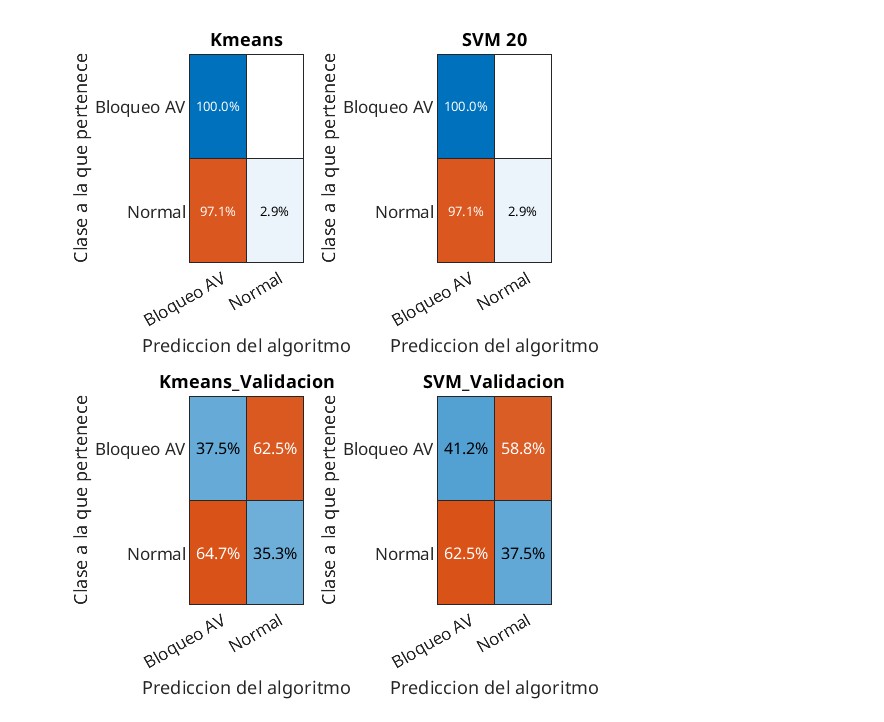 Kmeans
Clase a la que pertenece
Bloqueo AV
100.0%
Normal
97.1% 2.9%
Bloqueo AV Normal
Prediccion del algoritmo
SVM 20
Clase a la que pertenece
Bloqueo AV
100.0%
Normal
97.1% 2.9%
Bloqueo AV Normal
Prediccion del algoritmo
Kmeans_Validacion
Clase a la que pertenece
Bloqueo AV
37.5% 62.5%
Normal
64.7% 35.3%
Bloqueo AV Normal
Prediccion del algoritmo
SVM_Validacion
Clase a la que pertenece
Bloqueo AV
41.2% 58.8%
Normal
62.5% 37.5%
Bloqueo AV Normal
Prediccion del algoritmo